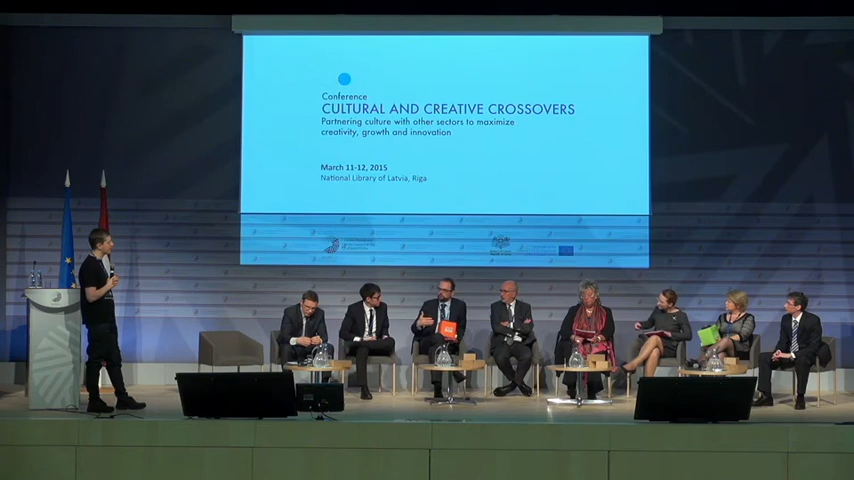 Conference
CULTURAL AND CREATIVE CROSSOVERS
Partnering culture with other sectors to maximize
creativity, growth and innovation
March 11-12, 2015
National Library of Latvia, Riga